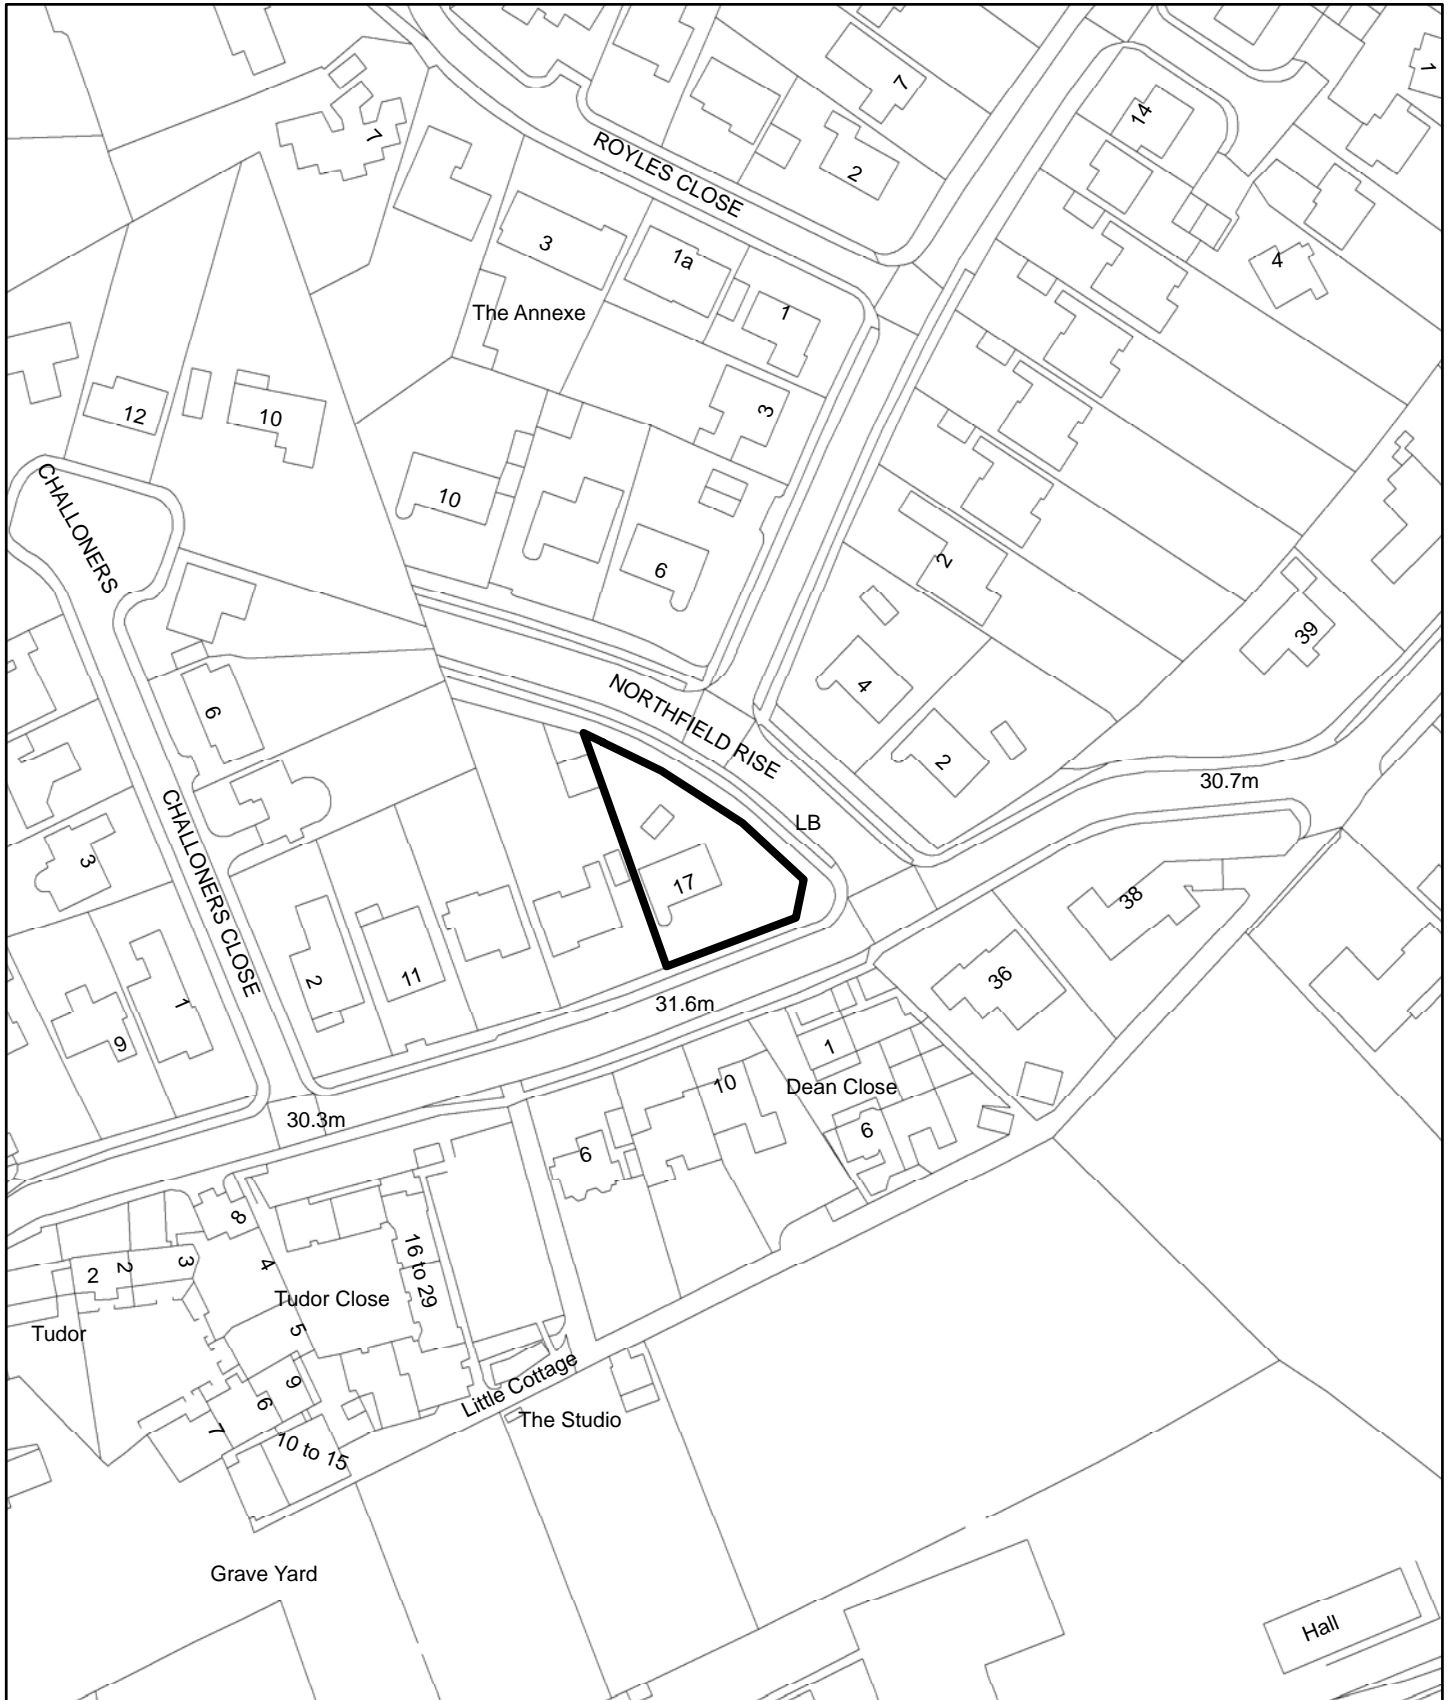 1
7
14
7
ROYLES CLOSE
2
3
1a
4
The Annexe
1
12
10
3
CHALLONERS
10
6
2
39
6
4
NORTHFIELD RISE
2
30.7m
CHALLONERS CLOSE
LB
3
17
38
2
11
36
31.6m
1
9
1
10
Dean Close
30.3m
6
6
8
16 to 29
2
2
3
4
Tudor Close
Tudor
5
Little Cottage
9
6
The Studio
7
10 to 15
Grave Yard
Hall